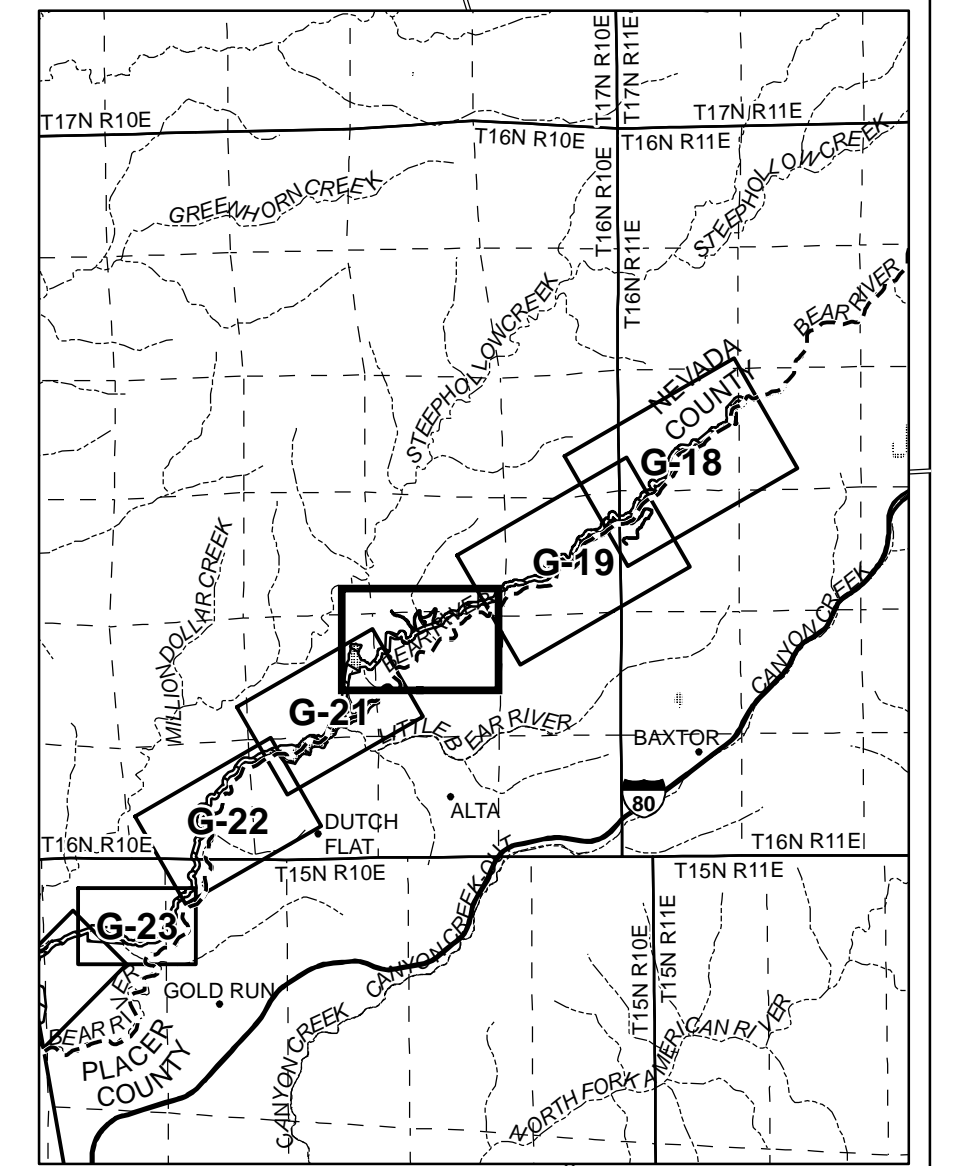 T17N R10E
T17N R11E
T17N R10E
T17N R11E
T16N R10E
T16N R11E
T16N R10E
T16N R11E
GREENHORN CREEK
STEEPHOLLOW CREEK
BEAR RIVER
STEEPHOLLOW CREEK
NEVADA
COUNTY
G-18
G-19
MILLION DOLLAR CREEK
BEAR RIVER
CANYON CREEK
G-21
LITTLE BEAR RIVER
BAXTOR
80
ALTA
G-22
DUTCH
FLAT
T16N R10E
T16N R11E
T15N R10E
T15N R11E
CANYON CREEK-OUT
CANYON
T15N R10E
T15N R11E
G-23
GOLD RUN
BEAR RIVER
PLACER
COUNTY
CANYON CREEK
NORTH FORK AMERICAN RIVER